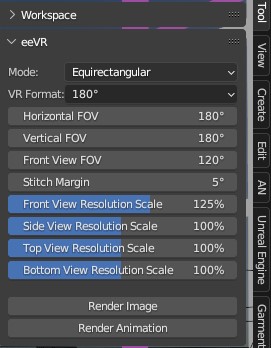 Workspace
eeVR
Mode: Equirectangular
VR Format: 180°
Horizontal FOV 180°
Vertical FOV 180°
Front View FOV 120°
Stitch Margin 5°
Front View Resolution Scale 125%
Side View Resolution Scale 100%
Top View Resolution Scale 100%
Bottom View Resolution Scale 100%
Render Image
Render Animation
Tool
View
Create
Edit
AN
Unreal Engine
Garment